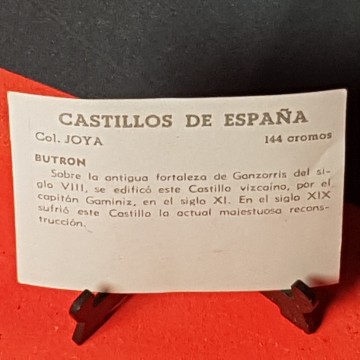 CASTILLOS DE ESPAÑA
Col. JOYA 144 cromos
BUTRON
Sobre la antigua fortaleza de Ganzorris del si-
glo VIII, se edificó este Castillo vizcaíno, por el
capitán Gaminiz, en el siglo XI. En el siglo XIX
sufrió este Castillo la actual majestuosa recons-
trucción.